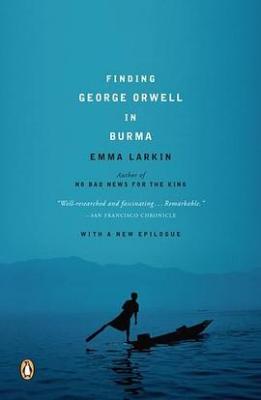 FINDING
GEORGE ORWELL
IN
BURMA
EMMA LARKIN
Author of
NO BAD NEWS FOR THE KING
"Well-researched and fascinating... Remarkable."
—SAN FRANCISCO CHRONICLE
WITH A NEW EPILOGUE